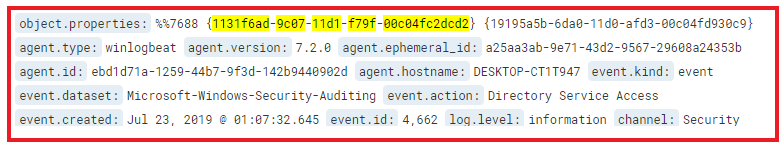 object.properties: %%7688 {1131f6ad-9c07-11d1-f79f-00c04fc2dcd2} {19195a5b-6da0-11d0-afd3-00c04fd930c9}
agent.type: winlogbeat agent.version: 7.2.0 agent.ephemeral_id: a25aa3ab-9e71-43d2-9567-29608a24353b
agent.id: ebd1d71a-1259-44b7-9f3d-142b9440902d agent.hostname: DESKTOP-CT1T947 event.kind: event
event.dataset: Microsoft-Windows-Security-Auditing event.action: Directory Service Access
event.created: Jul 23, 2019 @ 01:07:32.645 event.id: 4,662 log.level: information channel: Security